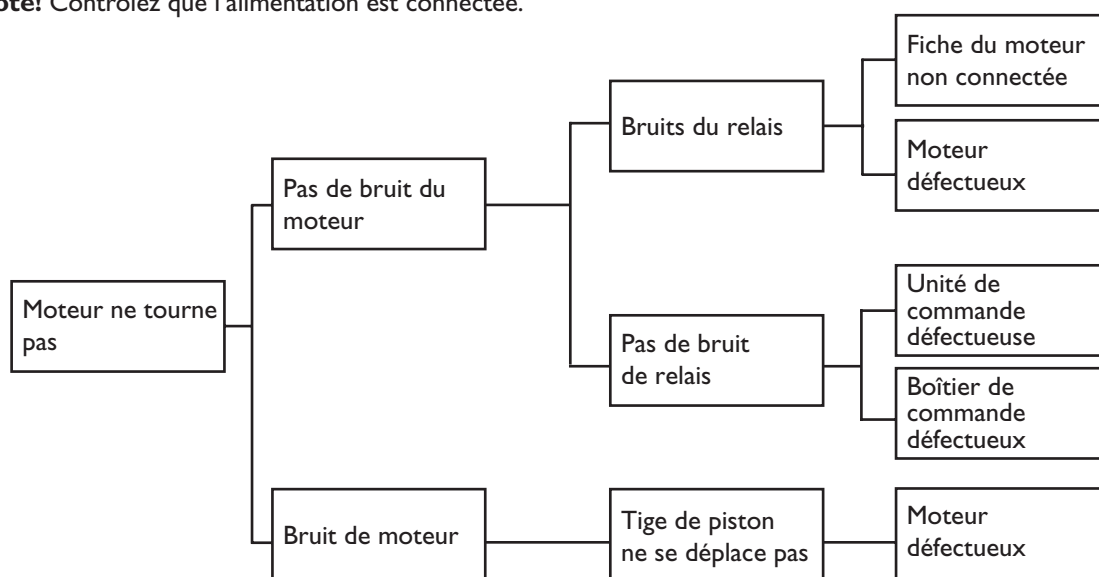 Contrôlez que l'alimentation est connectée.
Fiche du moteur
non connectée
Bruits du relais
Moteur
défectueux
Pas de bruit du
moteur
Moteur ne tourne
pas
Unité de
commande
défectueuse
Pas de bruit
de relais
Boîtier de
commande
défectueux
Bruit de moteur
Tige de piston
ne se déplace pas
Moteur
défectueux